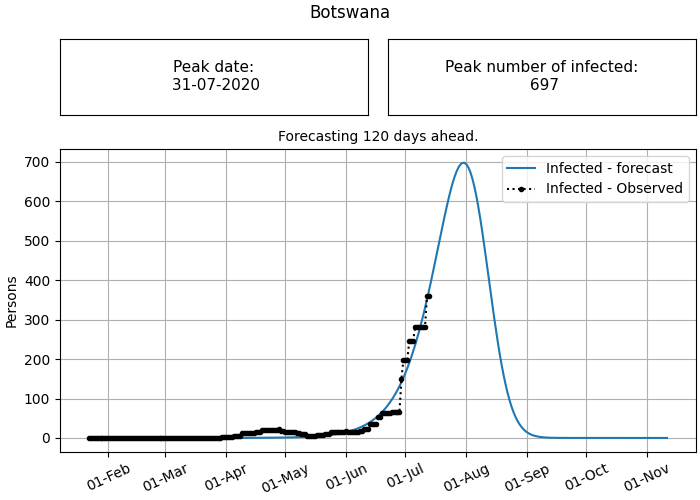 Botswana
Peak date:
31-07-2020
Peak number of infected:
697
Forecasting 120 days ahead.
Infected - forecast
Infected - Observed
Persons
700
600
500
400
300
200
100
0
01-Feb
01-Mar
01-Apr
01-May
01-Jun
01-Jul
01-Aug
01-Sep
01-Oct
01-Nov